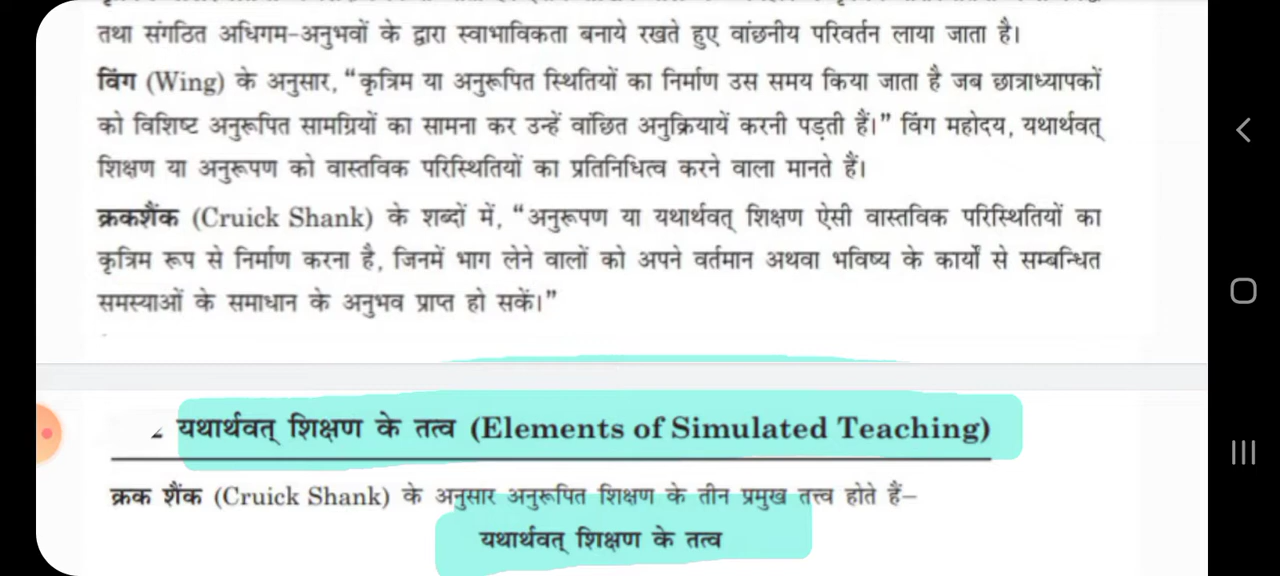 तथा संगठित अधिगम-अनुभवों के द्वारा स्वाभाविकता बनाये रखते हुए वांछनीय परिवर्तन लाया जाता है।
विंग (Wing) के अनुसार, “कृत्रिम या अनुरूपित स्थितियों का निर्माण उस समय किया जाता है जब छात्राध्यापकों
को विशिष्ट अनुरूपित सामग्रियों का सामना कर उन्हें वांछित अनुक्रियायें करनी पड़ती हैं।” विंग महोदय, यथार्थवत्
शिक्षण या अनुरूपण को वास्तविक परिस्थितियों का प्रतिनिधित्व करने वाला मानते हैं।
क्रकशैंक (Cruick Shank) के शब्दों में, “अनुरूपण या यथार्थवत् शिक्षण ऐसी वास्तविक परिस्थितियों का
कृत्रिम रूप से निर्माण करना है, जिनमें भाग लेने वालों को अपने वर्तमान अथवा भविष्य के कार्यों से सम्बन्धित
समस्याओं के समाधान के अनुभव प्राप्त हो सकें।”
यथार्थवत् शिक्षण के तत्व (Elements of Simulated Teaching)
क्रक शैंक (Cruick Shank) के अनुसार अनुरूपित शिक्षण के तीन प्रमुख तत्त्व होते हैं–
यथार्थवत् शिक्षण के तत्व